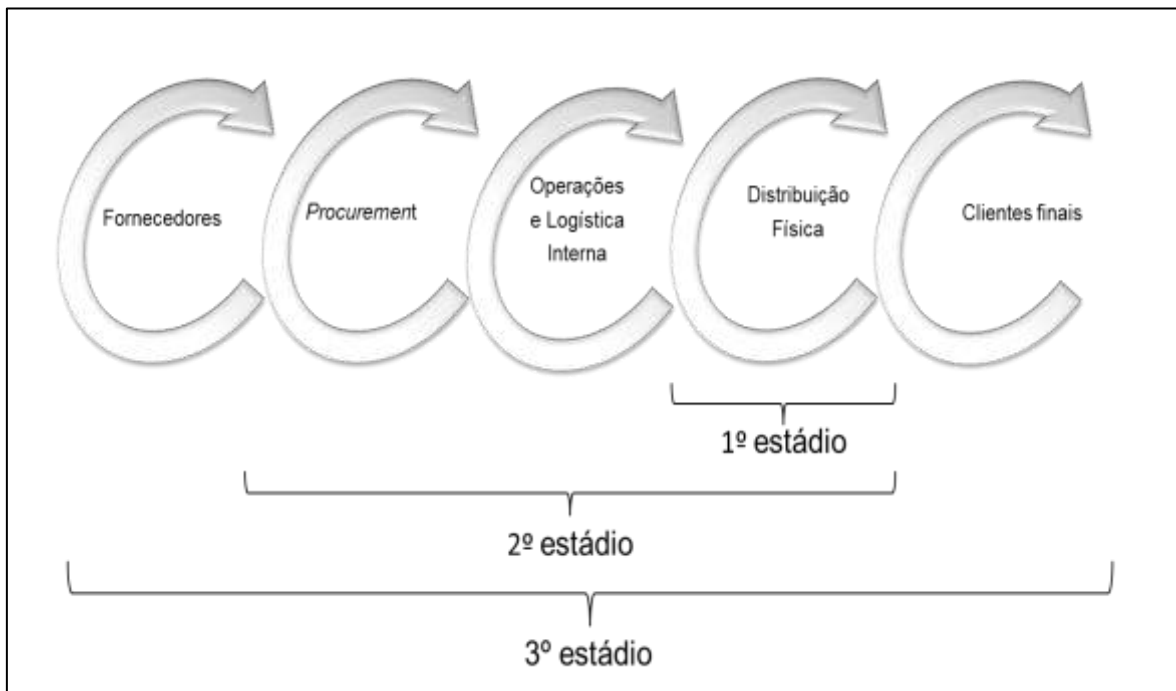 Fornecedores
Procurement
Operações
e Logística
Interna
Distribuição
Física
Clientes finais
1º estádio
2º estádio
3º estádio